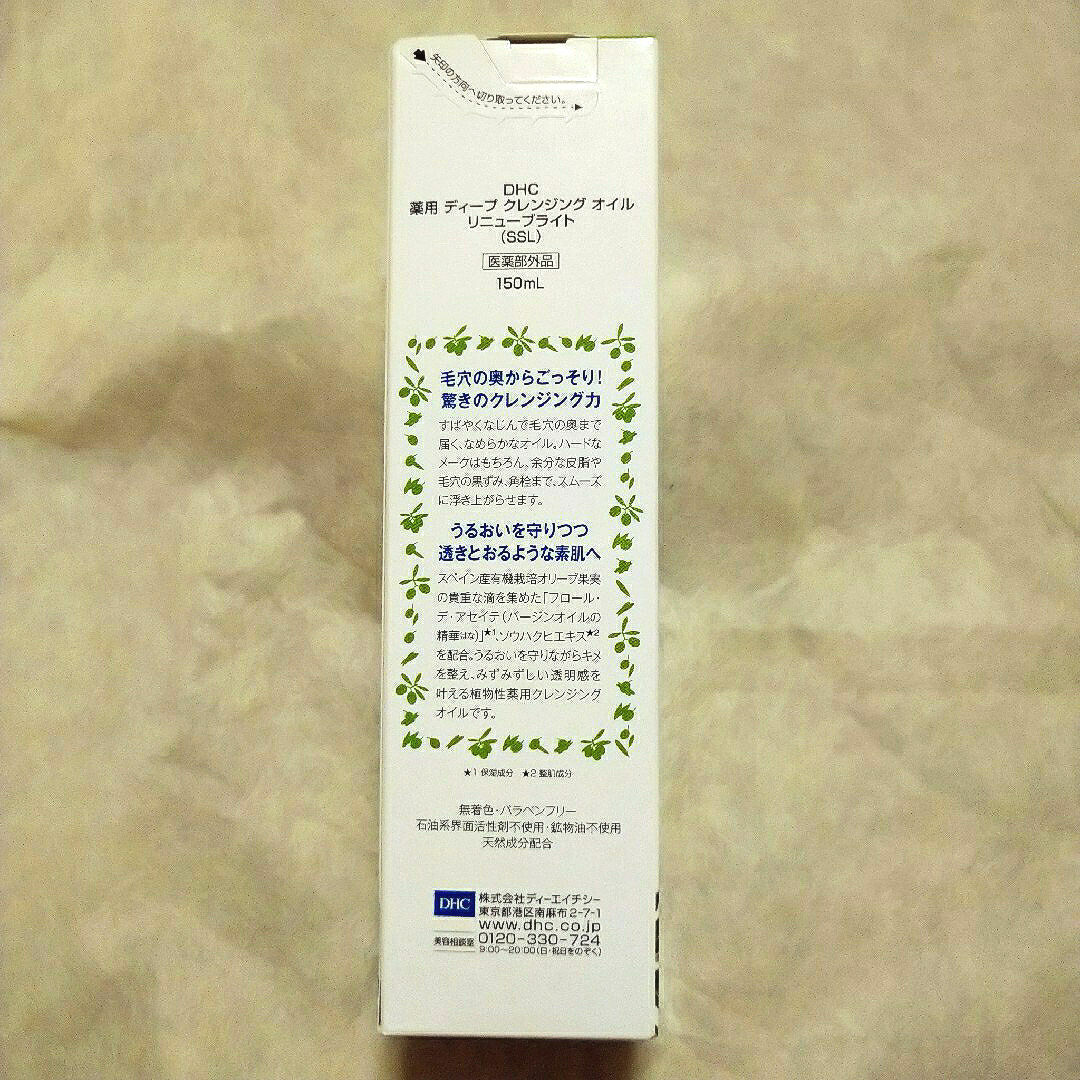 矢印の方向へ切り取ってください。
DHC
薬用 ディープ クレンジング オイル
リニューブライト
(SSL)
医薬部外品
150mL
毛穴の奥からごっそり!
驚きのクレンジング力
すばやくなじんで毛穴の奥まで
届く、なめらかなオイル。ハードな
メークはもちろん、余分な皮脂や
毛穴の黒ずみ、角栓まで、スムーズ
に浮き上がらせます。
うるおいを守りつつ
透きとおるような素肌へ
スペイン産有機栽培オリーブ果実
の貴重な滴を集めた「フロール・
デ・アセイテ(バージンオイルの
精華はな)」★1、ソウハクヒエキス★2
を配合。うるおいを守りながらキメ
を整え、みずみずしい透明感を
叶える植物性薬用クレンジング
オイルです。
★1 保湿成分 ★2 整肌成分
無着色・パラベンフリー
石油系界面活性剤不使用・鉱物油不使用
天然成分配合
DHC 株式会社ディーエイチシー
東京都港区南麻布2-7-1
www.dhc.co.jp
美容相談室 0120-330-724
9:00~20:00(日・祝日をのぞく)